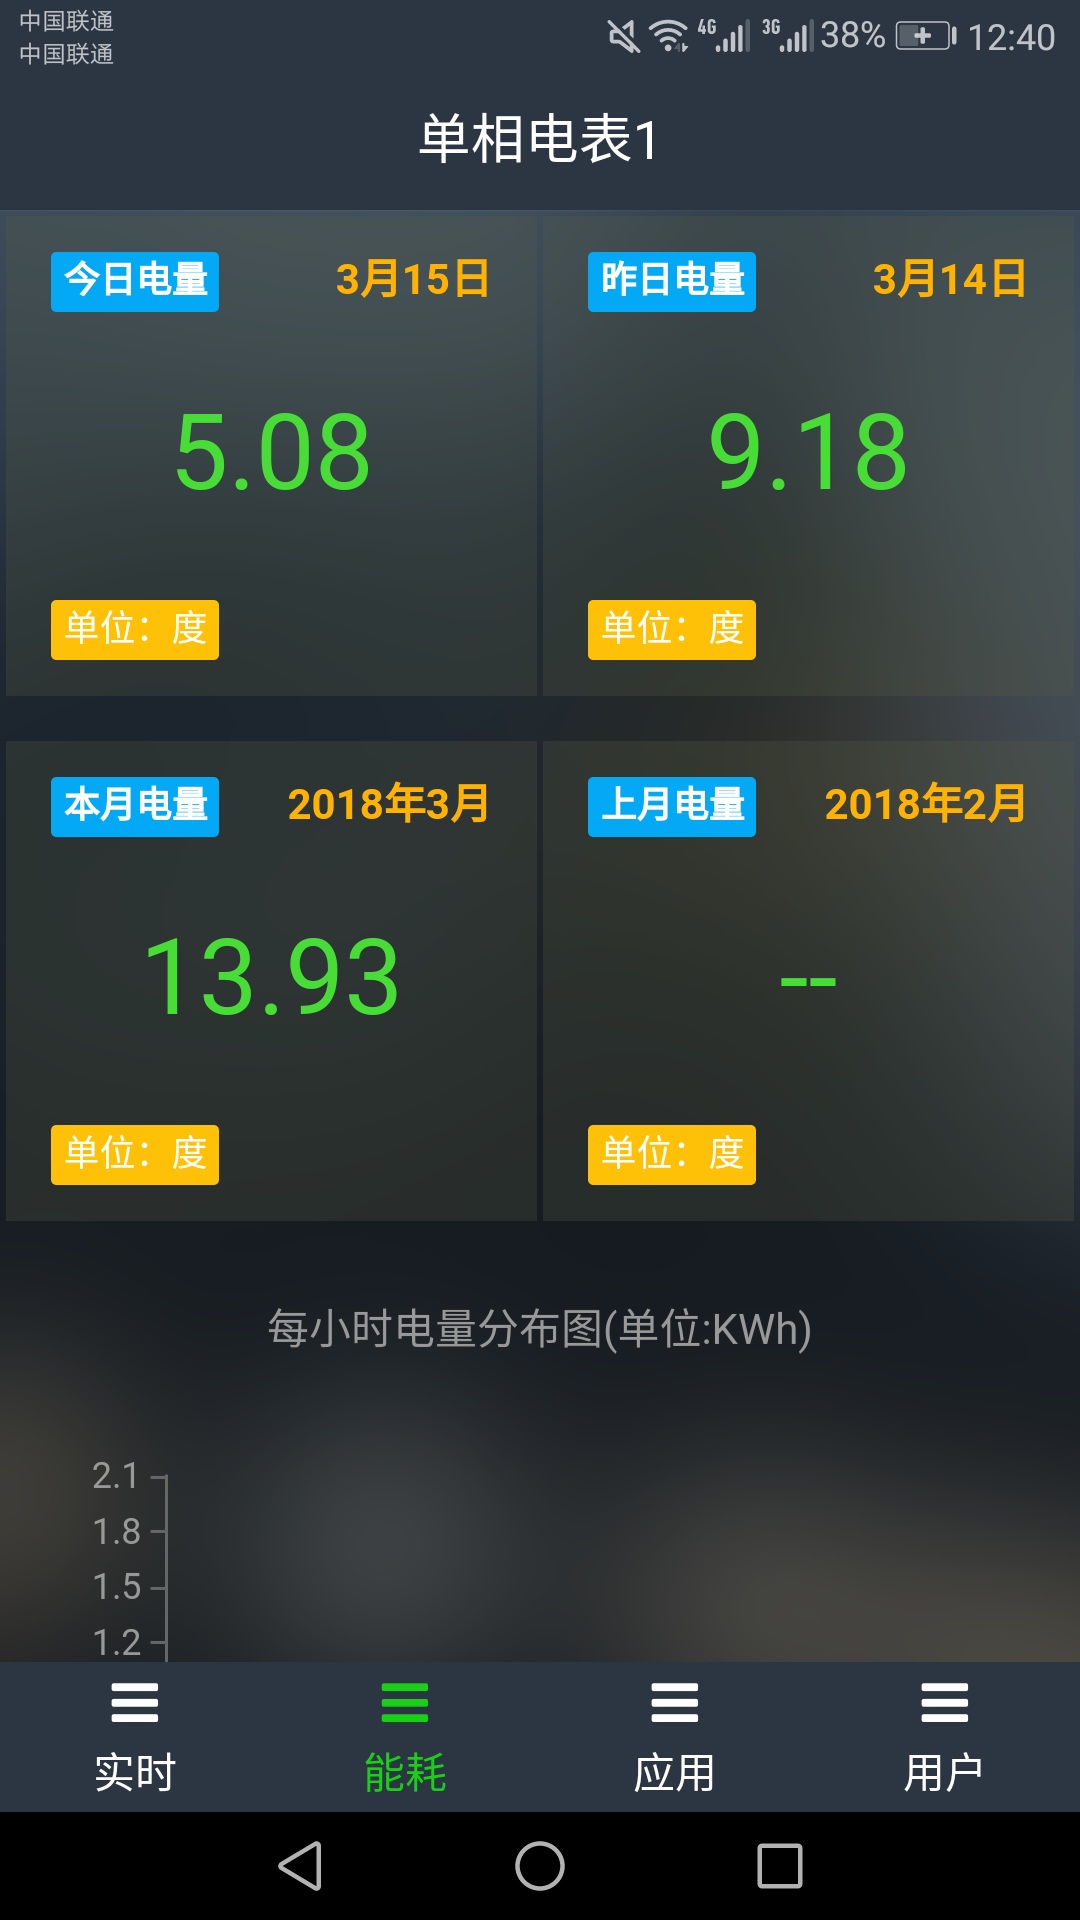 中国联通
中国联通
4G 3G 38% 12:40
单相电表1
今日电量 3月15日
5.08
单位：度
昨日电量 3月14日
9.18
单位：度
本月电量 2018年3月
13.93
单位：度
上月电量 2018年2月
--
单位：度
每小时电量分布图(单位:KWh)
2.1
1.8
1.5
1.2
实时 能耗 应用 用户